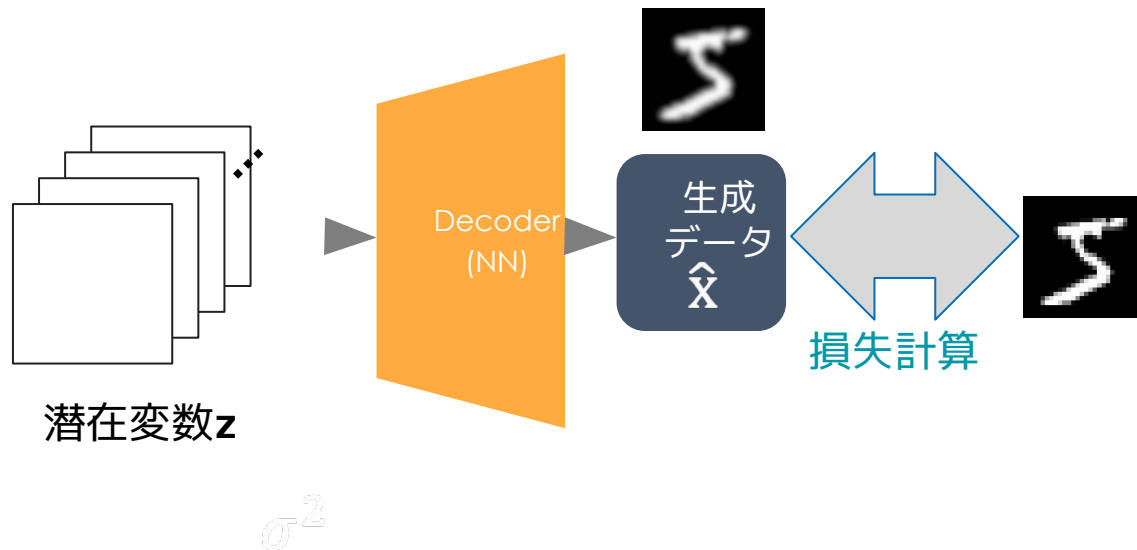 潜在変数z
Decoder
(NN)
生成
データ
x̂
損失計算
σ²